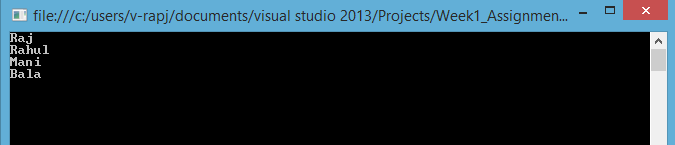 file:///c:/users/v-rapj/documents/visual studio 2013/Projects/Week1_Assignmen...
Raj
Rahul
Mani
Bala